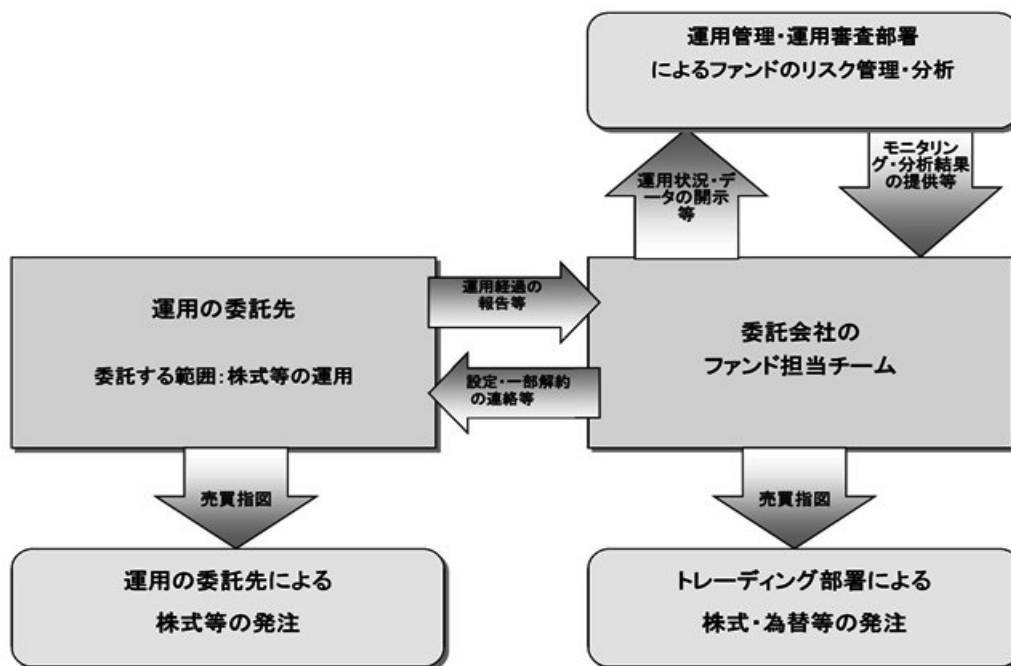 運用管理・運用審査部署
によるファンドのリスク管理・分析
運用状況・デ
ータの開示
等
モニタリン
グ・分析結果
の提供等
運用の委託先
委託する範囲：株式等の運用
運用経過の
報告等
設定・一部解約
の連絡等
委託会社の
ファンド担当チーム
売買指図
売買指図
運用の委託先による
株式等の発注
トレーディング部署による
株式・為替等の発注